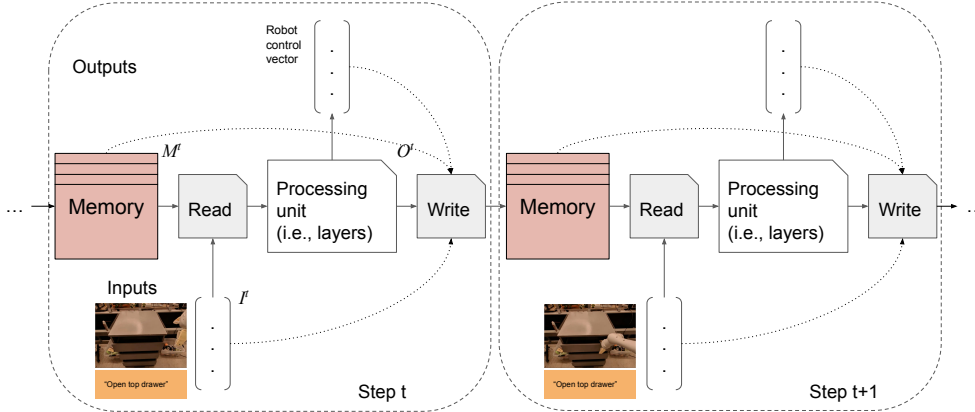 Robot
control
vector
Outputs
M^t
O^t
...
Memory
Read
Processing
unit
(i.e., layers)
Write
Inputs
I^t
"Open top drawer"
Step t
Memory
Read
Processing
unit
(i.e., layers)
Write
...
"Open top drawer"
Step t+1